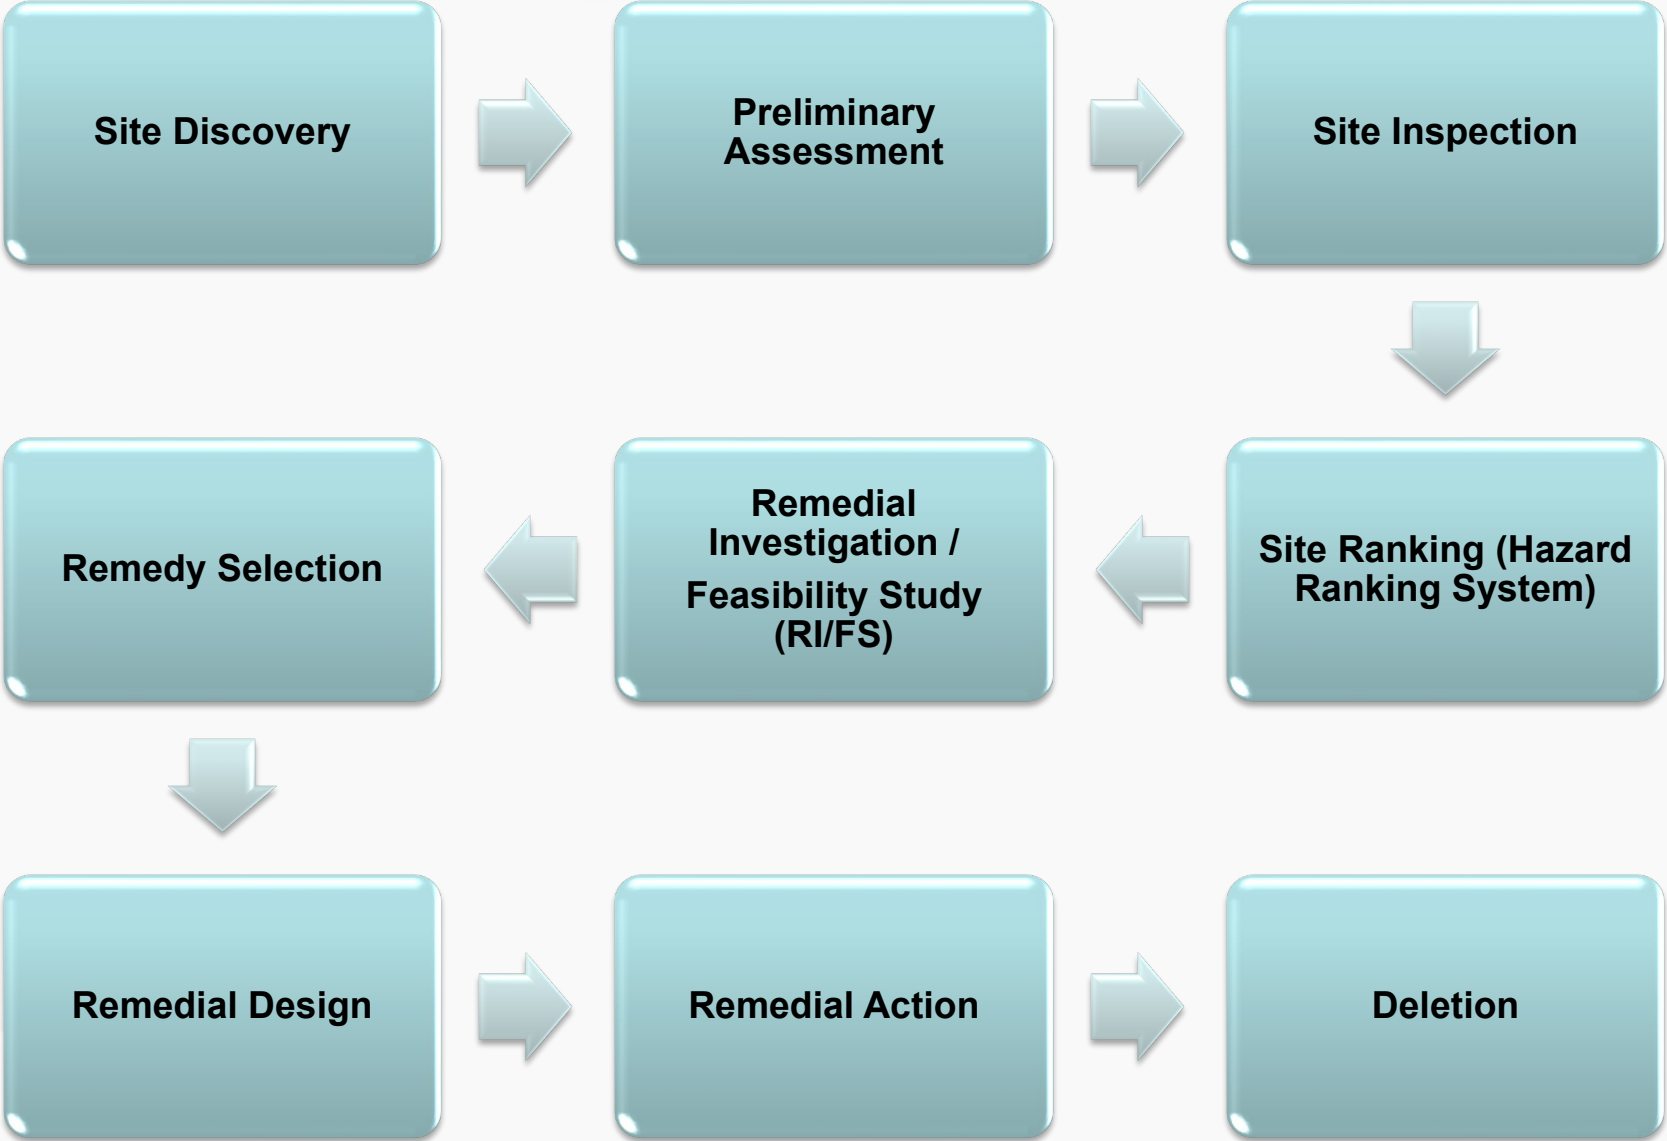 Site Discovery
Preliminary
Assessment
Site Inspection
Site Ranking (Hazard
Ranking System)
Remedial
Investigation /
Feasibility Study
(RI/FS)
Remedy Selection
Remedial Design
Remedial Action
Deletion